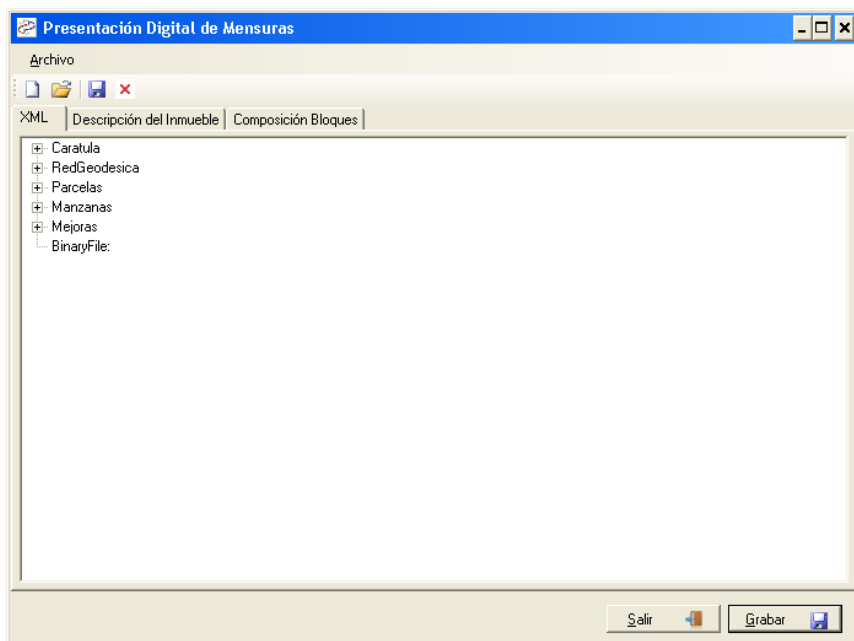 Presentación Digital de Mensuras
Archivo
XML Descripción del Inmueble Composición Bloques
Caratula
RedGeodesica
Parcelas
Manzanas
Mejoras
BinaryFile:
Salir Grabar